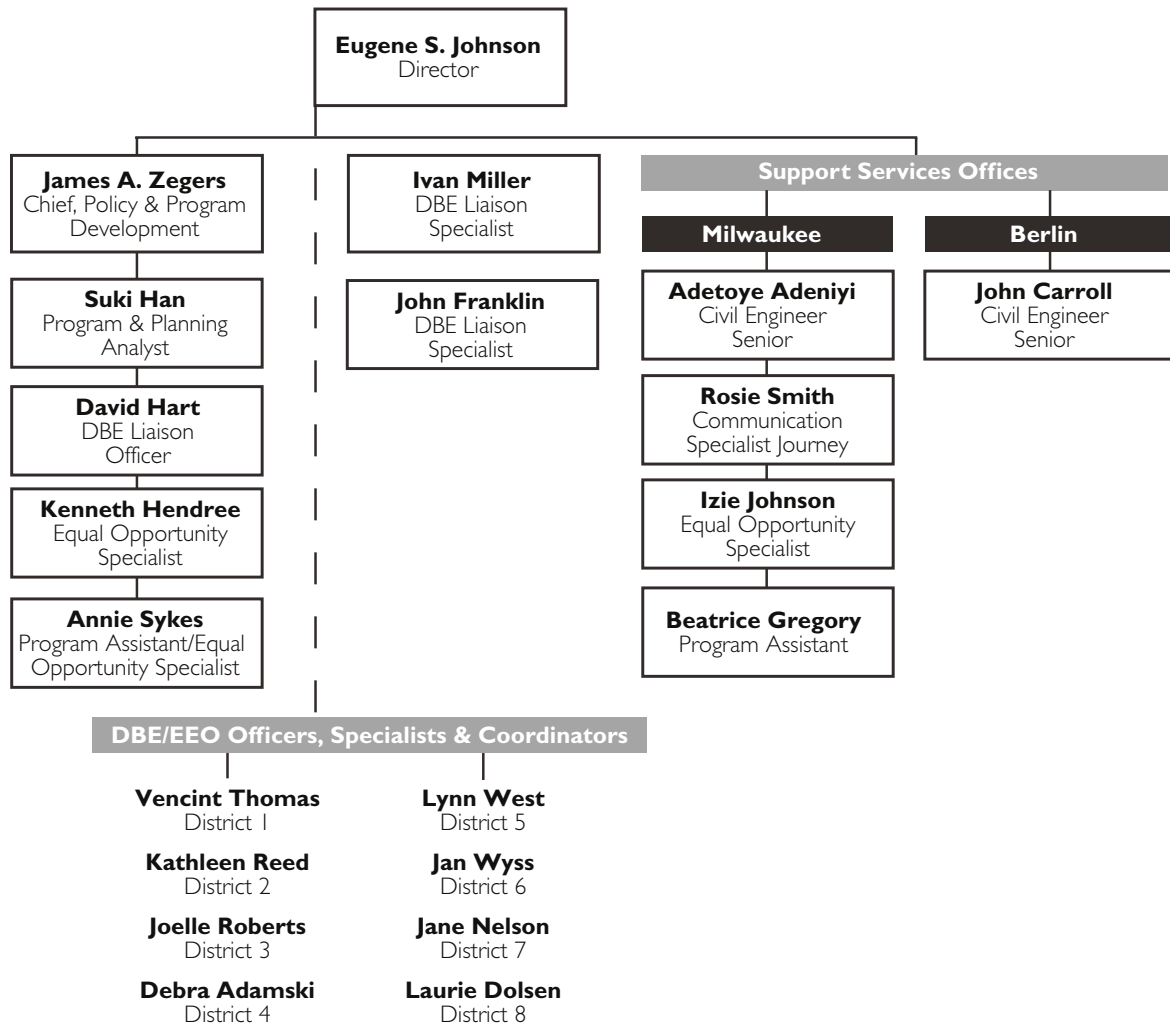 Eugene S. Johnson
Director
James A. Zegers
Chief, Policy & Program
Development
Suki Han
Program & Planning
Analyst
David Hart
DBE Liaison
Officer
Kenneth Hendree
Equal Opportunity
Specialist
Annie Sykes
Program Assistant/Equal
Opportunity Specialist
Ivan Miller
DBE Liaison
Specialist
John Franklin
DBE Liaison
Specialist
Support Services Offices
Milwaukee
Adetoye Adeniyi
Civil Engineer
Senior
Rosie Smith
Communication
Specialist Journey
Izie Johnson
Equal Opportunity
Specialist
Beatrice Gregory
Program Assistant
Berlin
John Carroll
Civil Engineer
Senior
DBE/EEO Officers, Specialists & Coordinators
Vencint Thomas
District 1
Kathleen Reed
District 2
Joelle Roberts
District 3
Debra Adamski
District 4
Lynn West
District 5
Jan Wyss
District 6
Jane Nelson
District 7
Laurie Dolsen
District 8